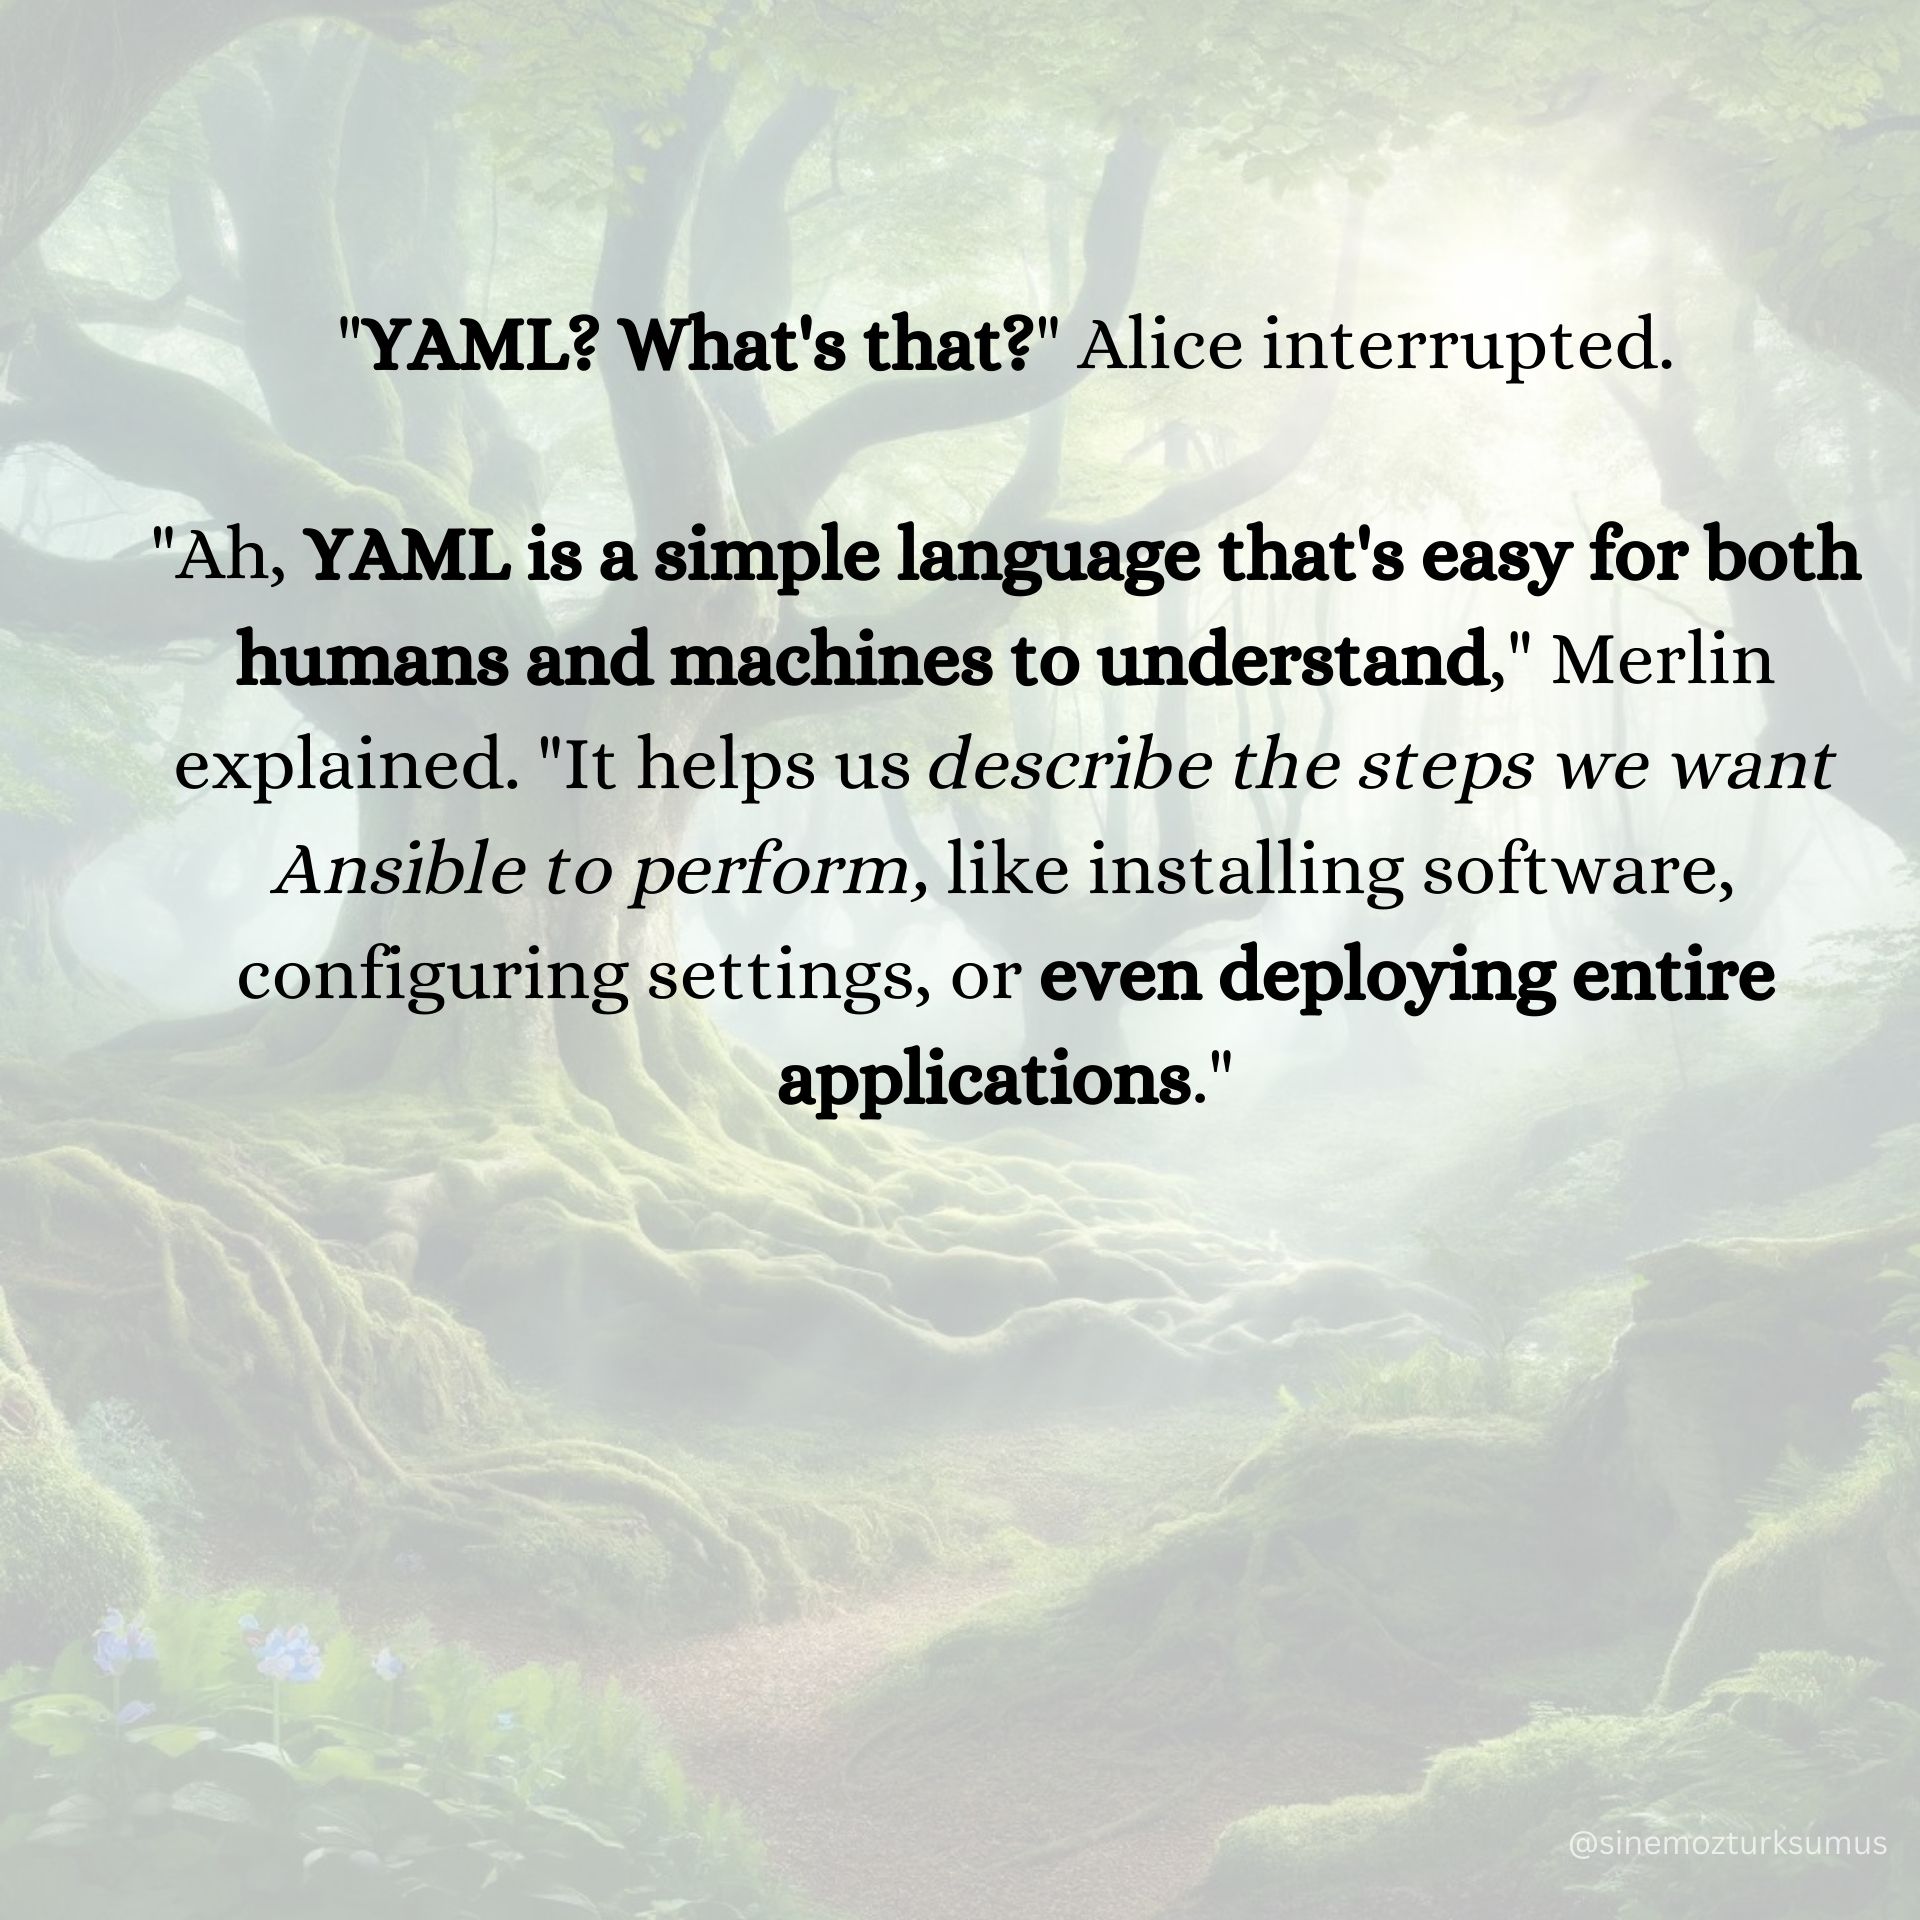 "YAML? What's that?" Alice interrupted.
"Ah, YAML is a simple language that's easy for both
humans and machines to understand," Merlin
explained. "It helps us describe the steps we want
Ansible to perform, like installing software,
configuring settings, or even deploying entire
applications."
@sinemozturksumus